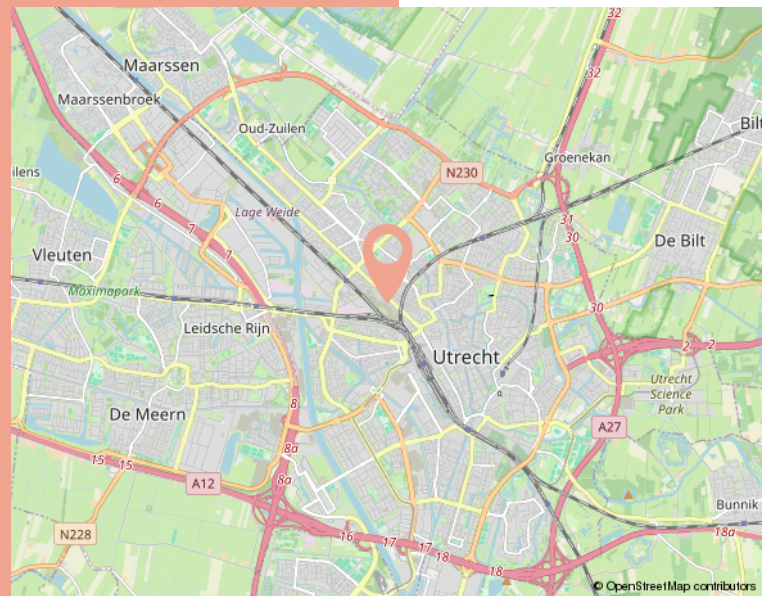 32
Maarssen
Maarssenbroek
Oud-Zuilen
32
Bilt
Groenekan
N230
ilens
6
6
7
Lage Weide
31
30
De Bilt
Vleuten
7
Maximapark
30
Leidsche Rijn
Utrecht
2
2
Utrecht
Science
Park
De Meern
8
A27
15
15
8a
8a
A12
Bunnik
N228
16
17
17
18
18
18a
© OpenStreetMap contributors